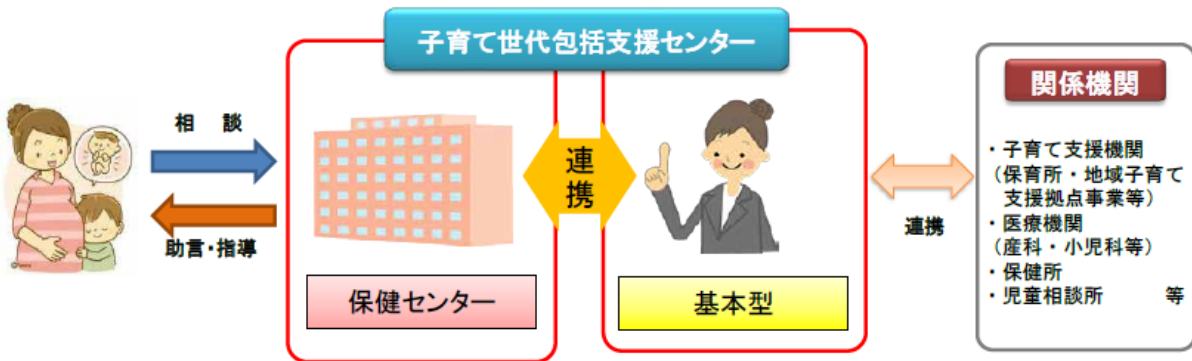 子育て世代包括支援センター
関係機関
相　談
助言・指導
連携
保健センター
基本型
連携
・子育て支援機関
（保育所・地域子育て
支援拠点事業等）
・医療機関
（産科・小児科等）
・保健所
・児童相談所　　等